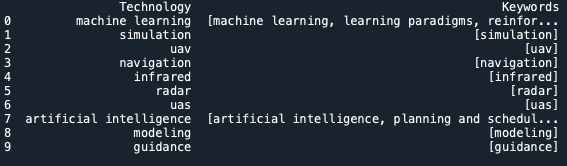 Technology Keywords
0 machine learning [machine learning, learning paradigms, reinfor...
1 simulation [simulation]
2 uav [uav]
3 navigation [navigation]
4 infrared [infrared]
5 radar [radar]
6 uas [uas]
7 artificial intelligence [artificial intelligence, planning and schedul...
8 modeling [modeling]
9 guidance [guidance]